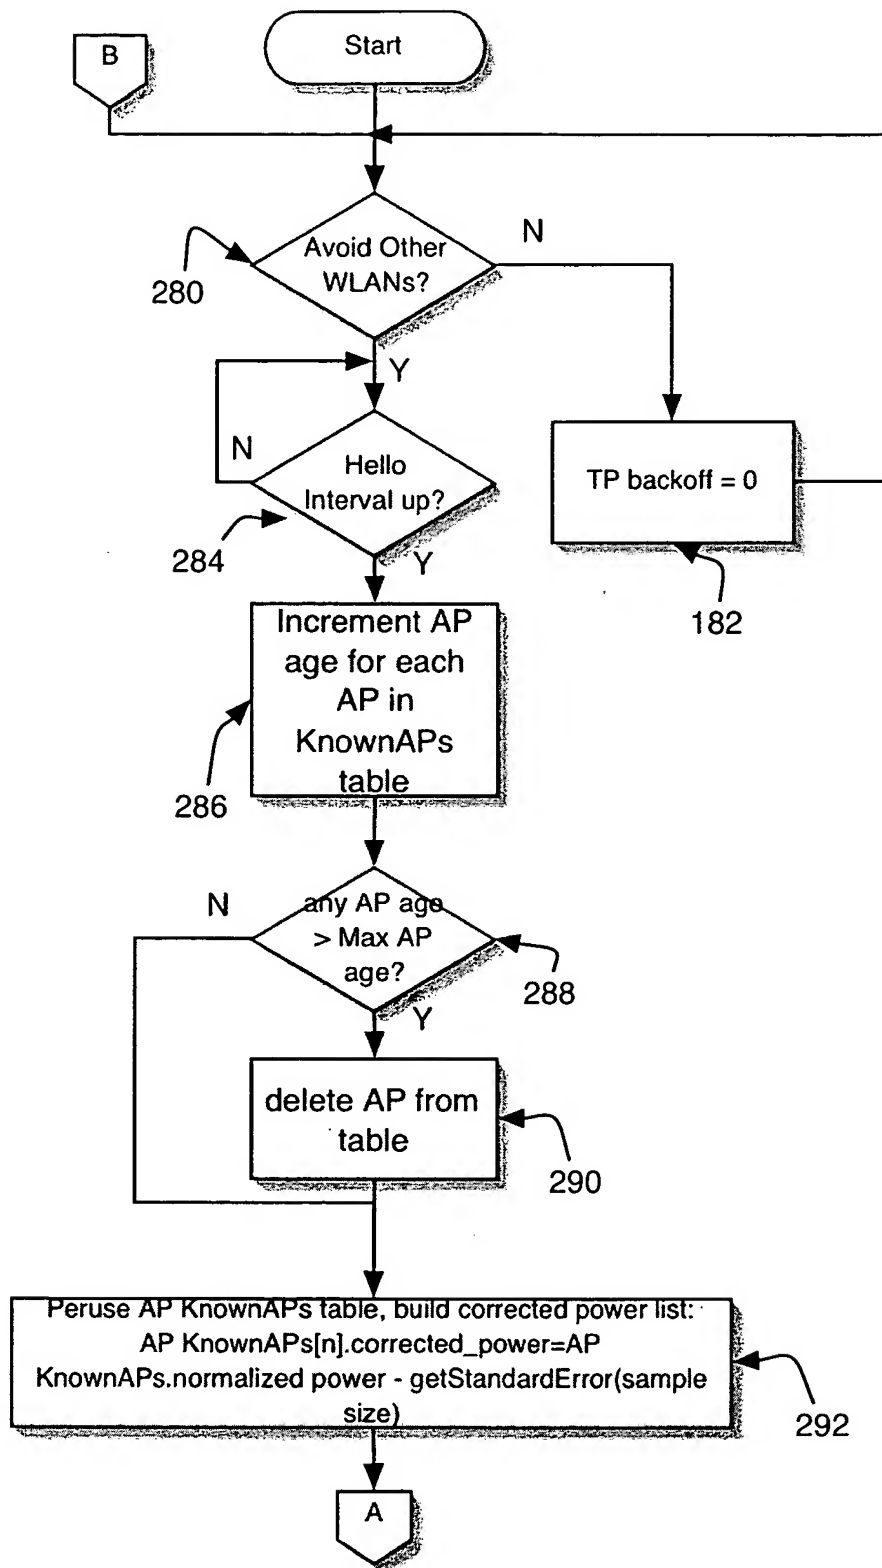 B
Start
Avoid Other
WLANs?
N
280
Y
N
Hello
Interval up?
TP backoff = 0
284
Y
182
Increment AP
age for each
AP in
KnownAPs
table
286
N
any AP age
> Max AP
age?
288
Y
delete AP from
table
290
Peruse AP KnownAPs table, build corrected power list:
AP KnownAPs[n].corrected_power=AP
KnownAPs.normalized power - getStandardError(sample
size)
292
A